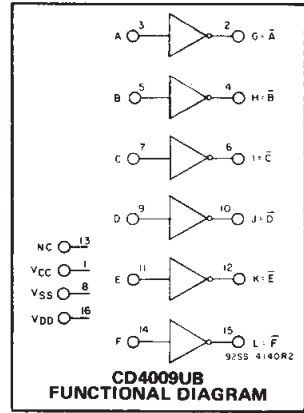 3 2
A G = A̅
5 4
B H = B̅
7 6
C I = C̅
9 10
D J = D̅
NC 13
VCC 1
11 12
E K = E̅
VSS 8
VDD 16
14 15
F L = F̅
92SS 4140R2
CD4009UB
FUNCTIONAL DIAGRAM